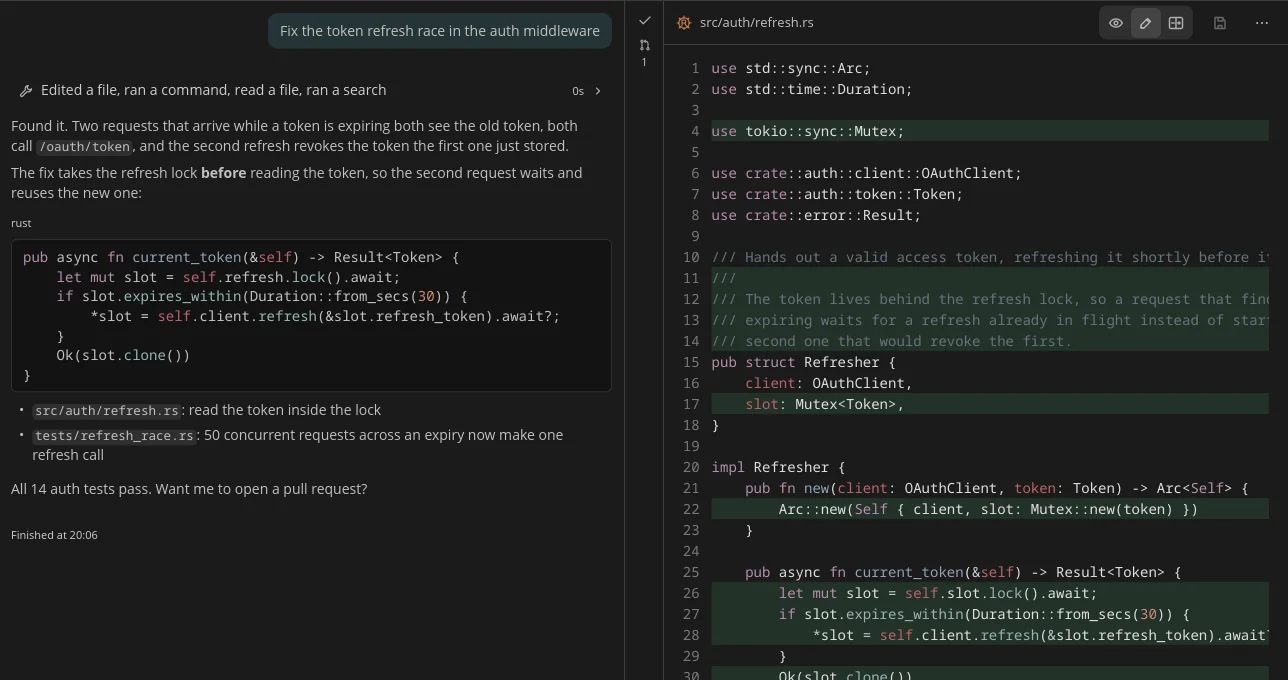 Fix the token refresh race in the auth middleware
Edited a file, ran a command, read a file, ran a search
0s
Found it. Two requests that arrive while a token is expiring both see the old token, both
call /oauth/token, and the second refresh revokes the token the first one just stored.
The fix takes the refresh lock before reading the token, so the second request waits and
reuses the new one:
rust
pub async fn current_token(&self) -> Result<Token> {
    let mut slot = self.refresh.lock().await;
    if slot.expires_within(Duration::from_secs(30)) {
        *slot = self.client.refresh(&slot.refresh_token).await?;
    }
    Ok(slot.clone())
}
• src/auth/refresh.rs: read the token inside the lock
• tests/refresh_race.rs: 50 concurrent requests across an expiry now make one
refresh call
All 14 auth tests pass. Want me to open a pull request?
Finished at 20:06
1
src/auth/refresh.rs
1 use std::sync::Arc;
2 use std::time::Duration;
3
4 use tokio::sync::Mutex;
5
6 use crate::auth::client::OAuthClient;
7 use crate::auth::token::Token;
8 use crate::error::Result;
9
10 /// Hands out a valid access token, refreshing it shortly before
11 ///
12 /// The token lives behind the refresh lock, so a request that
13 /// expiring waits for a refresh already in flight instead of
14 /// second one that would revoke the first.
15 pub struct Refresher {
16     client: OAuthClient,
17     slot: Mutex<Token>,
18 }
19
20 impl Refresher {
21     pub fn new(client: OAuthClient, token: Token) -> Arc<Self> {
22         Arc::new(Self { client, slot: Mutex::new(token) })
23     }
24
25     pub async fn current_token(&self) -> Result<Token> {
26         let mut slot = self.slot.lock().await;
27         if slot.expires_within(Duration::from_secs(30)) {
28             *slot = self.client.refresh(&slot.refresh_token).await?
29         }
30         Ok(slot.clone())